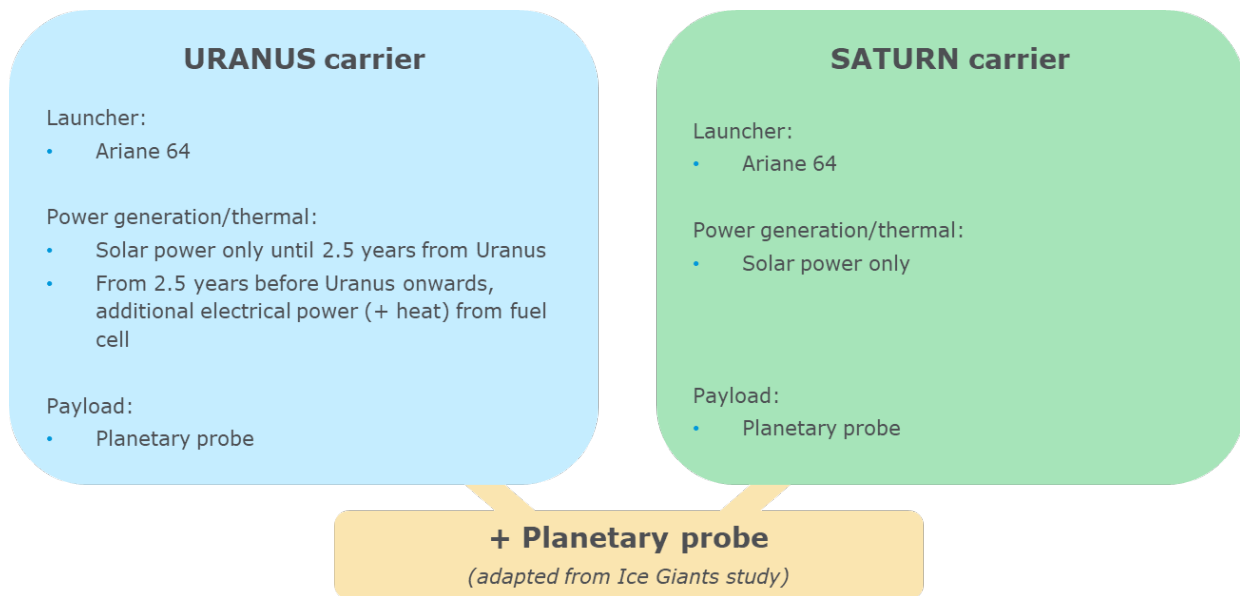 URANUS carrier
Launcher:
• Ariane 64
Power generation/thermal:
• Solar power only until 2.5 years from Uranus
• From 2.5 years before Uranus onwards,
additional electrical power (+ heat) from fuel
cell
Payload:
• Planetary probe
SATURN carrier
Launcher:
• Ariane 64
Power generation/thermal:
• Solar power only
Payload:
• Planetary probe
+ Planetary probe
(adapted from Ice Giants study)